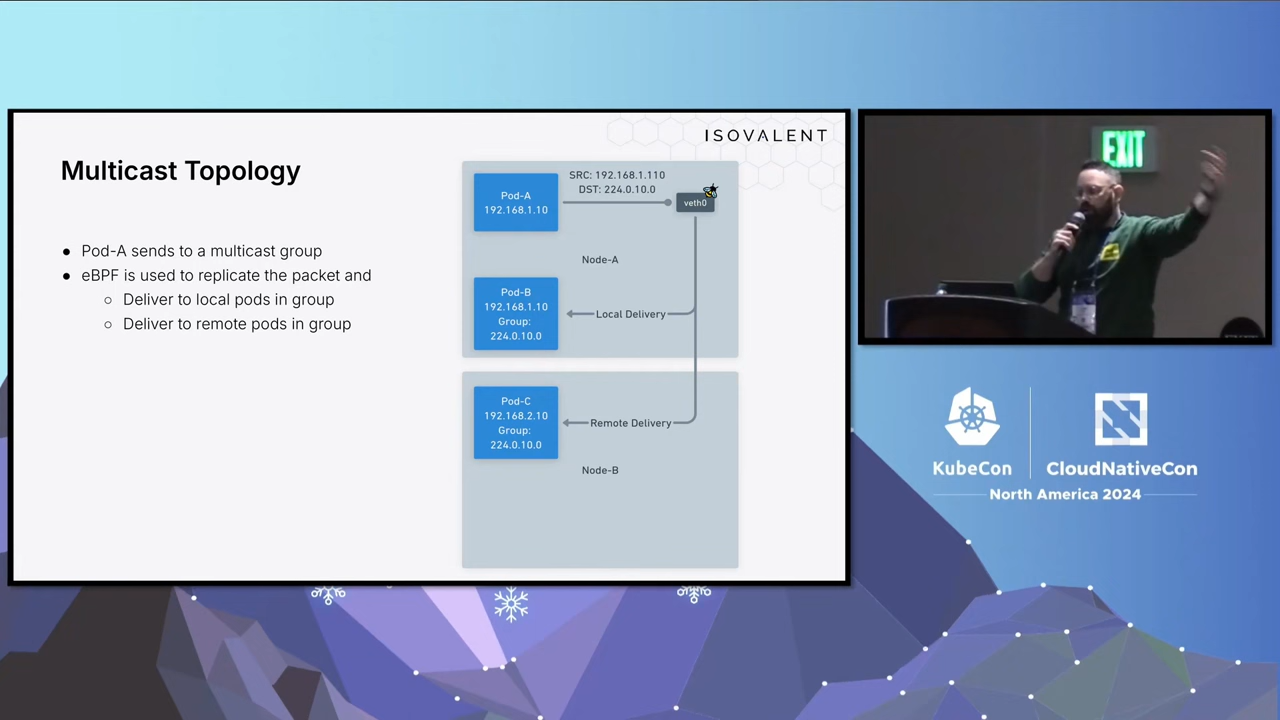 ISOVALENT
Multicast Topology
Pod-A sends to a multicast group
eBPF is used to replicate the packet and
Deliver to local pods in group
Deliver to remote pods in group
Pod-A
192.168.1.10
SRC: 192.168.1.110
DST: 224.0.10.0
veth0
Node-A
Pod-B
192.168.1.10
Group:
224.0.10.0
Local Delivery
Pod-C
192.168.2.10
Group:
224.0.10.0
Remote Delivery
Node-B
EXIT
KubeCon
CloudNativeCon
North America 2024